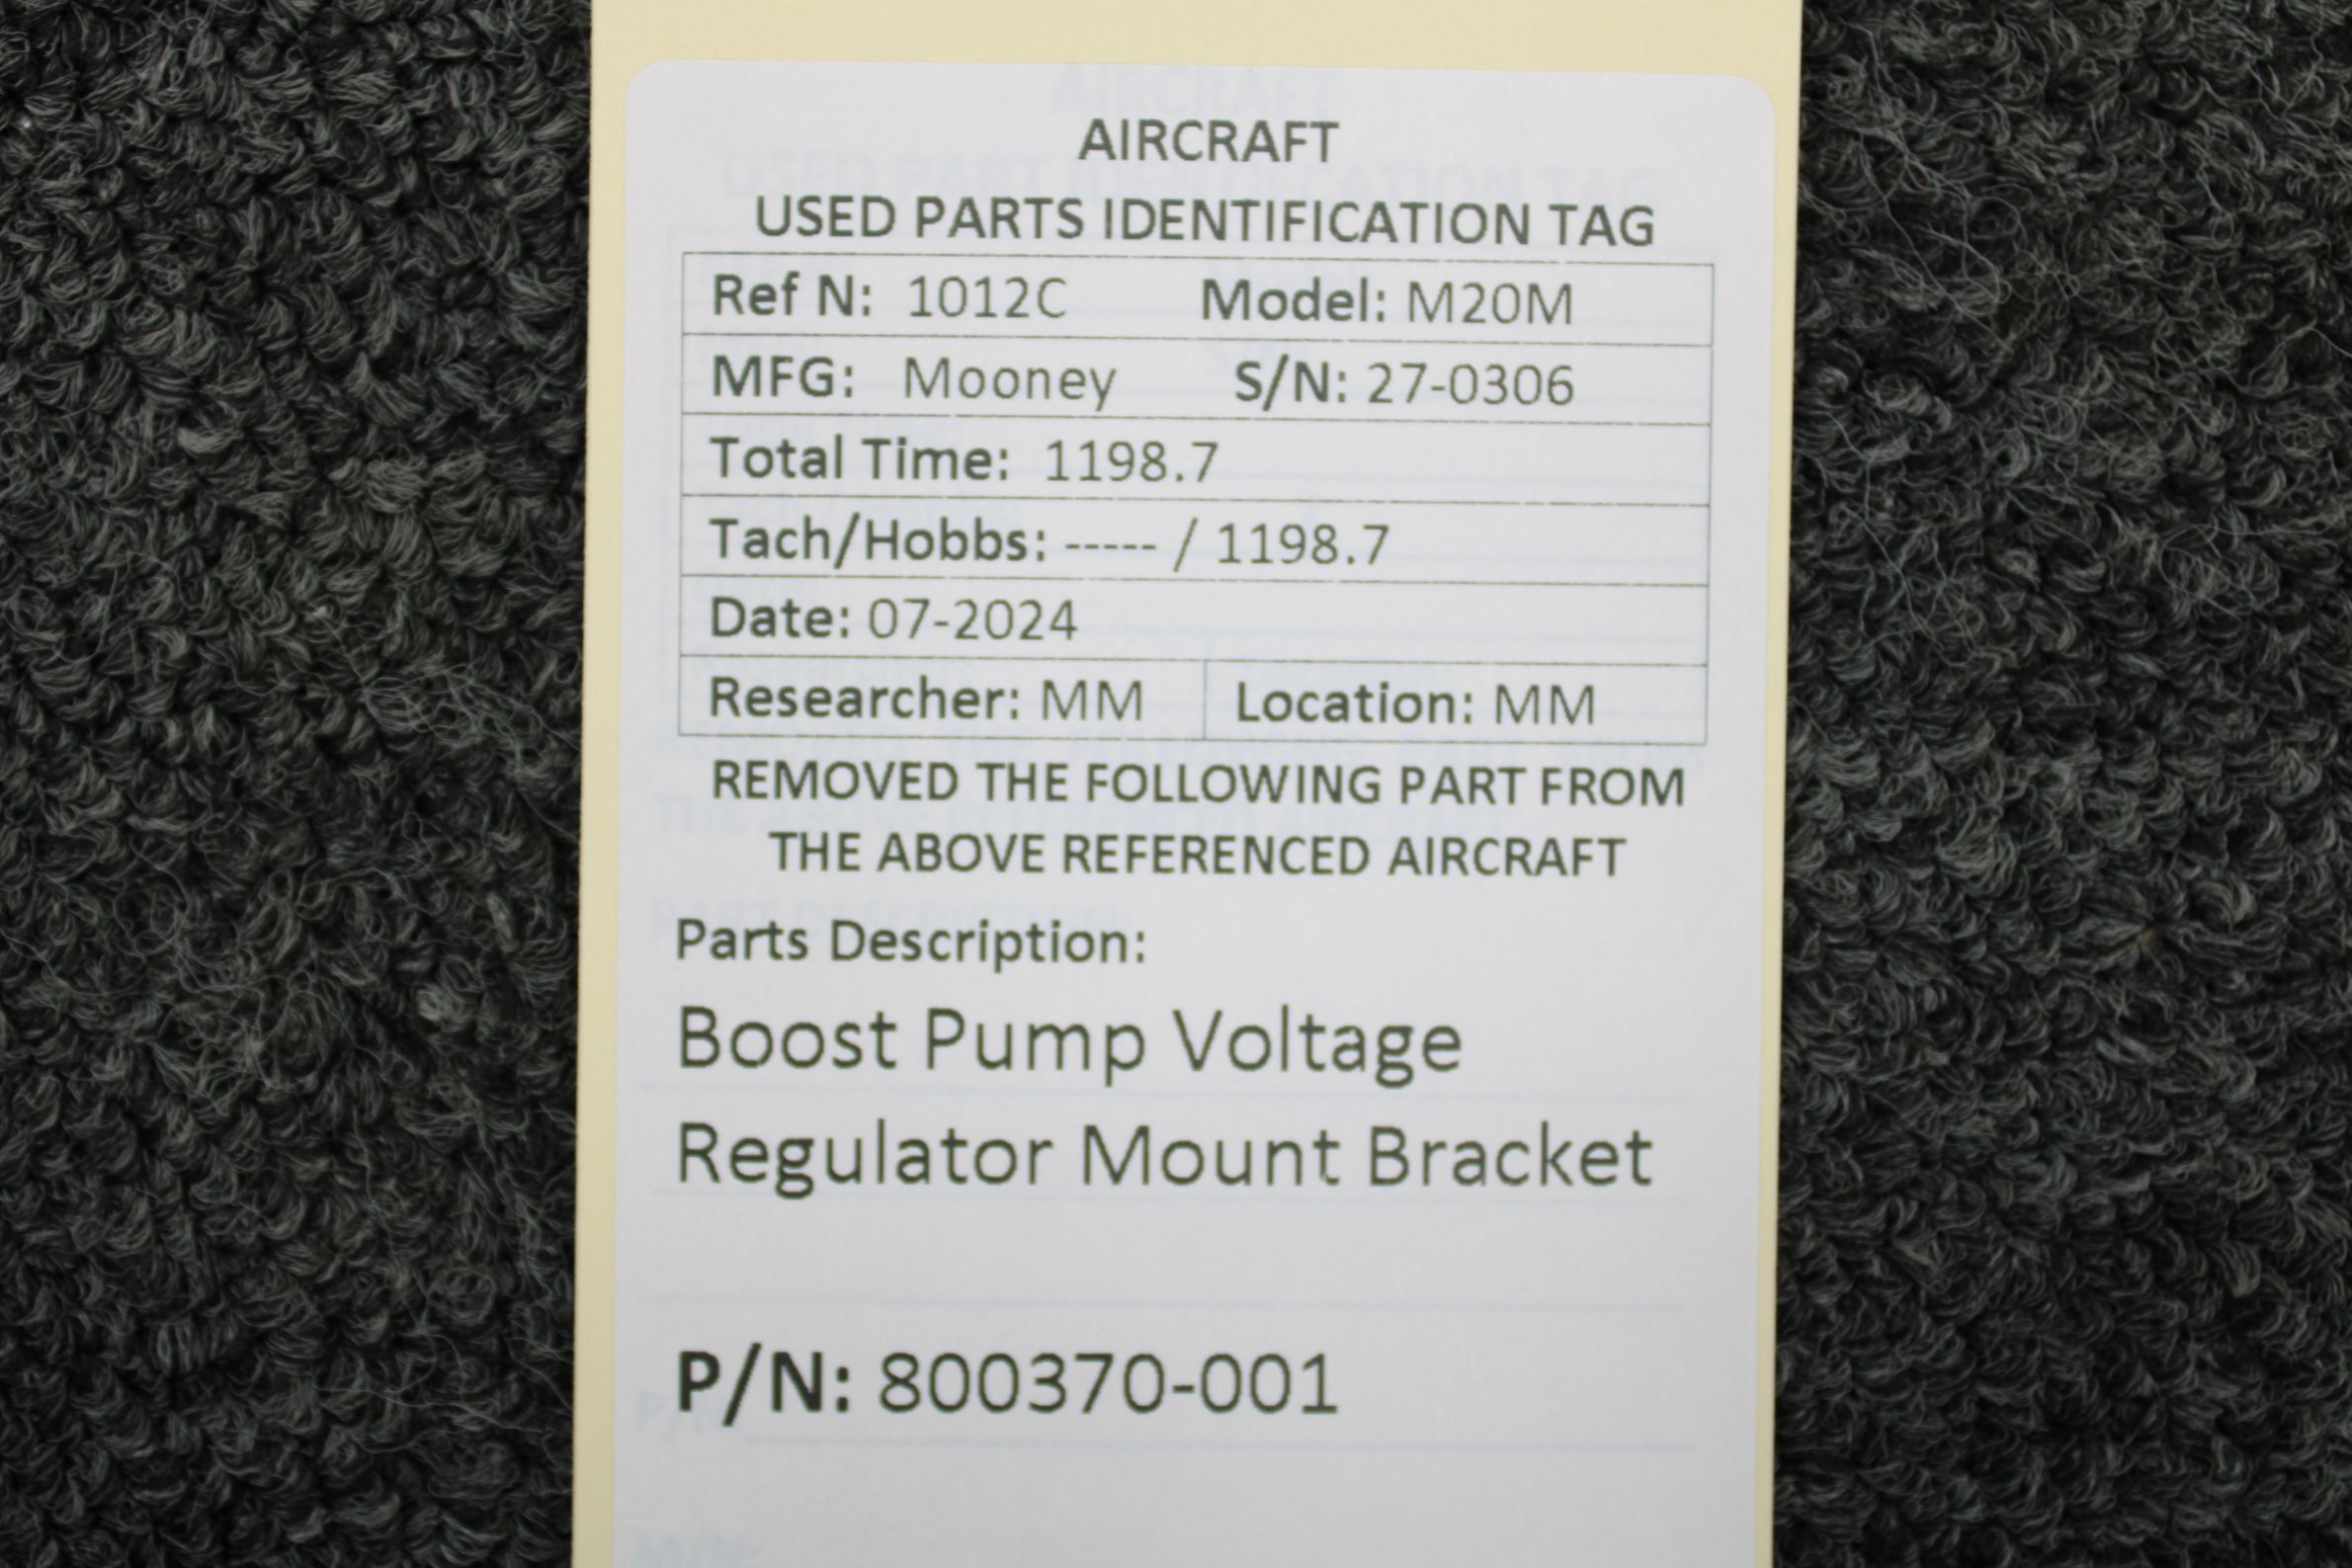 AIRCRAFT
USED PARTS IDENTIFICATION TAG
Ref N: 1012C Model: M20M
MFG: Mooney S/N: 27-0306
Total Time: 1198.7
Tach/Hobbs: ----- / 1198.7
Date: 07-2024
Researcher: MM Location: MM
REMOVED THE FOLLOWING PART FROM
THE ABOVE REFERENCED AIRCRAFT
Parts Description:
Boost Pump Voltage
Regulator Mount Bracket
P/N: 800370-001